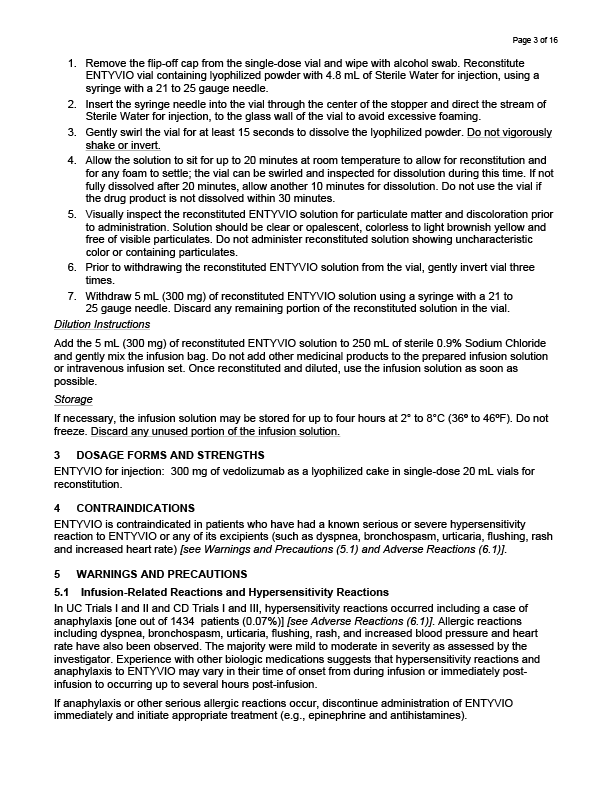 Page 3 of 16
1. Remove the flip-off cap from the single-dose vial and wipe with alcohol swab. Reconstitute
ENTYVIO vial containing lyophilized powder with 4.8 mL of Sterile Water for injection, using a
syringe with a 21 to 25 gauge needle.
2. Insert the syringe needle into the vial through the center of the stopper and direct the stream of
Sterile Water for injection, to the glass wall of the vial to avoid excessive foaming.
3. Gently swirl the vial for at least 15 seconds to dissolve the lyophilized powder. Do not vigorously
shake or invert.
4. Allow the solution to sit for up to 20 minutes at room temperature to allow for reconstitution and
for any foam to settle; the vial can be swirled and inspected for dissolution during this time. If not
fully dissolved after 20 minutes, allow another 10 minutes for dissolution. Do not use the vial if
the drug product is not dissolved within 30 minutes.
5. Visually inspect the reconstituted ENTYVIO solution for particulate matter and discoloration prior
to administration. Solution should be clear or opalescent, colorless to light brownish yellow and
free of visible particulates. Do not administer reconstituted solution showing uncharacteristic
color or containing particulates.
6. Prior to withdrawing the reconstituted ENTYVIO solution from the vial, gently invert vial three
times.
7. Withdraw 5 mL (300 mg) of reconstituted ENTYVIO solution using a syringe with a 21 to
25 gauge needle. Discard any remaining portion of the reconstituted solution in the vial.
Dilution Instructions
Add the 5 mL (300 mg) of reconstituted ENTYVIO solution to 250 mL of sterile 0.9% Sodium Chloride
and gently mix the infusion bag. Do not add other medicinal products to the prepared infusion solution
or intravenous infusion set. Once reconstituted and diluted, use the infusion solution as soon as
possible.
Storage
If necessary, the infusion solution may be stored for up to four hours at 2° to 8°C (36º to 46ºF). Do not
freeze. Discard any unused portion of the infusion solution.
3 DOSAGE FORMS AND STRENGTHS
ENTYVIO for injection: 300 mg of vedolizumab as a lyophilized cake in single-dose 20 mL vials for
reconstitution.
4 CONTRAINDICATIONS
ENTYVIO is contraindicated in patients who have had a known serious or severe hypersensitivity
reaction to ENTYVIO or any of its excipients (such as dyspnea, bronchospasm, urticaria, flushing, rash
and increased heart rate) [see Warnings and Precautions (5.1) and Adverse Reactions (6.1)].
5 WARNINGS AND PRECAUTIONS
5.1 Infusion-Related Reactions and Hypersensitivity Reactions
In UC Trials I and II and CD Trials I and III, hypersensitivity reactions occurred including a case of
anaphylaxis [one out of 1434 patients (0.07%)] [see Adverse Reactions (6.1)]. Allergic reactions
including dyspnea, bronchospasm, urticaria, flushing, rash, and increased blood pressure and heart
rate have also been observed. The majority were mild to moderate in severity as assessed by the
investigator. Experience with other biologic medications suggests that hypersensitivity reactions and
anaphylaxis to ENTYVIO may vary in their time of onset from during infusion or immediately post-
infusion to occurring up to several hours post-infusion.
If anaphylaxis or other serious allergic reactions occur, discontinue administration of ENTYVIO
immediately and initiate appropriate treatment (e.g., epinephrine and antihistamines).